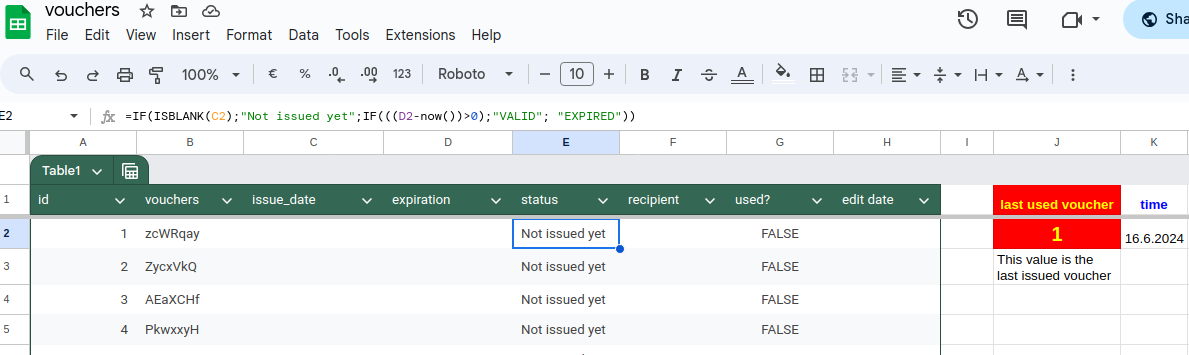 vouchers
File Edit View Insert Format Data Tools Extensions Help
100% € % .0 .00 123 Roboto 10 B I S A A
Sha
E2 fx =IF(ISBLANK(C2);"Not issued yet";IF(((D2-now())>0);"VALID"; "EXPIRED"))
A B C D E F G H I J K
Table1
1 id vouchers issue_date expiration status recipient used? edit date last used voucher time
2 1 zcWRqay Not issued yet FALSE 1 16.6.2024
3 2 ZycxVkQ Not issued yet FALSE This value is the
last issued voucher
4 3 AEaXCHf Not issued yet FALSE
5 4 PkwxxyH Not issued yet FALSE